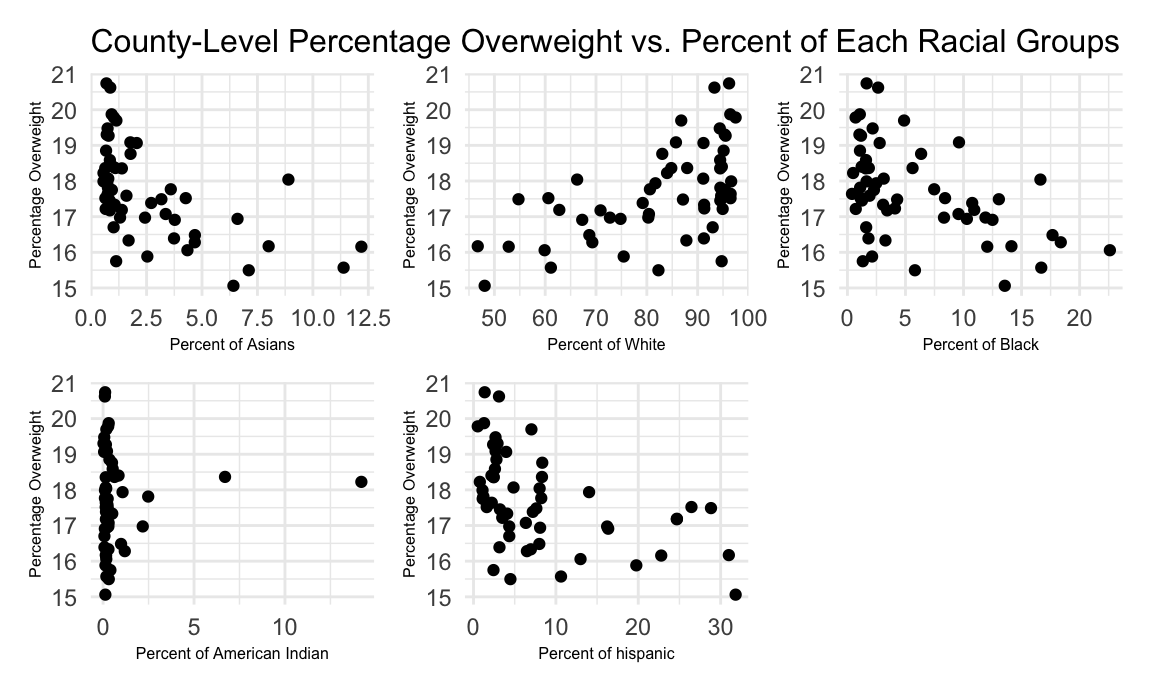 County-Level Percentage Overweight vs. Percent of Each Racial Groups
Percentage Overweight
21
20
19
18
17
16
15
0.0 2.5 5.0 7.5 10.0 12.5
Percent of Asians
Percentage Overweight
21
20
19
18
17
16
15
50 60 70 80 90 100
Percent of White
Percentage Overweight
21
20
19
18
17
16
15
0 5 10 15 20
Percent of Black
Percentage Overweight
21
20
19
18
17
16
15
0 5 10
Percent of American Indian
Percentage Overweight
21
20
19
18
17
16
15
0 10 20 30
Percent of hispanic